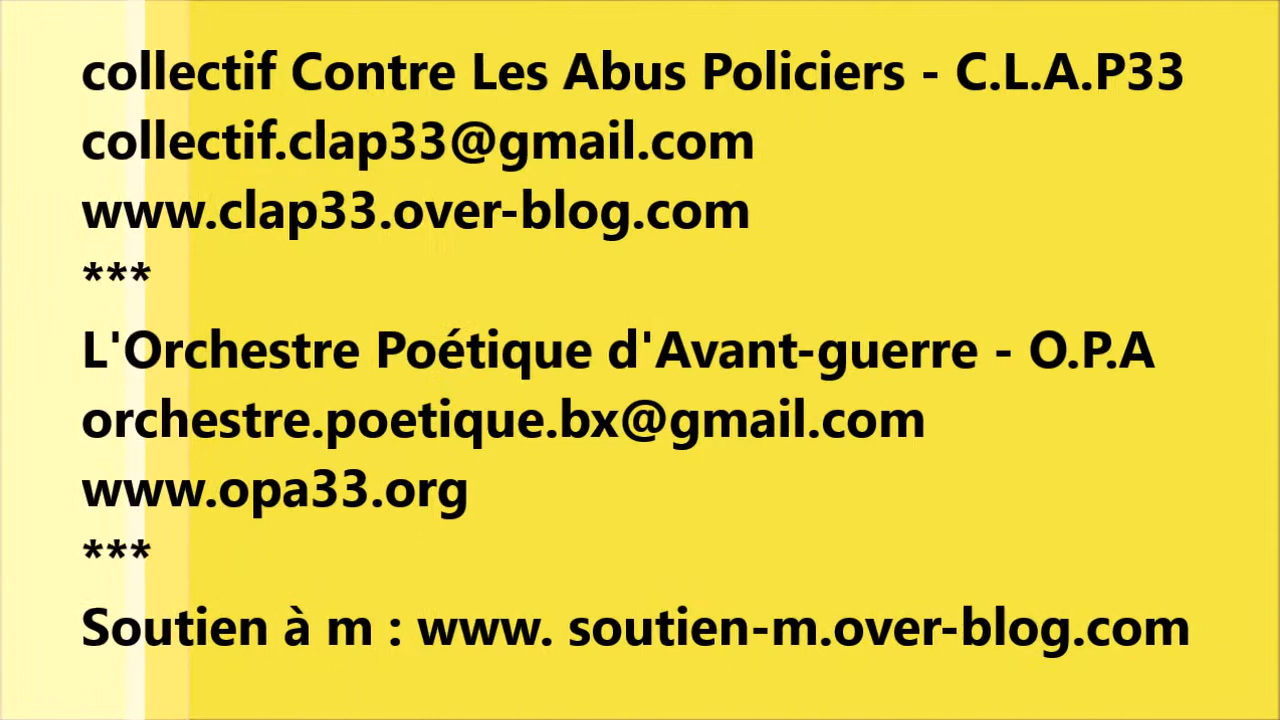 collectif Contre Les Abus Policiers - C.L.A.P33
collectif.clap33@gmail.com
www.clap33.over-blog.com
***
L'Orchestre Poétique d'Avant-guerre - O.P.A
orchestre.poetique.bx@gmail.com
www.opa33.org
***
Soutien à m : www. soutien-m.over-blog.com